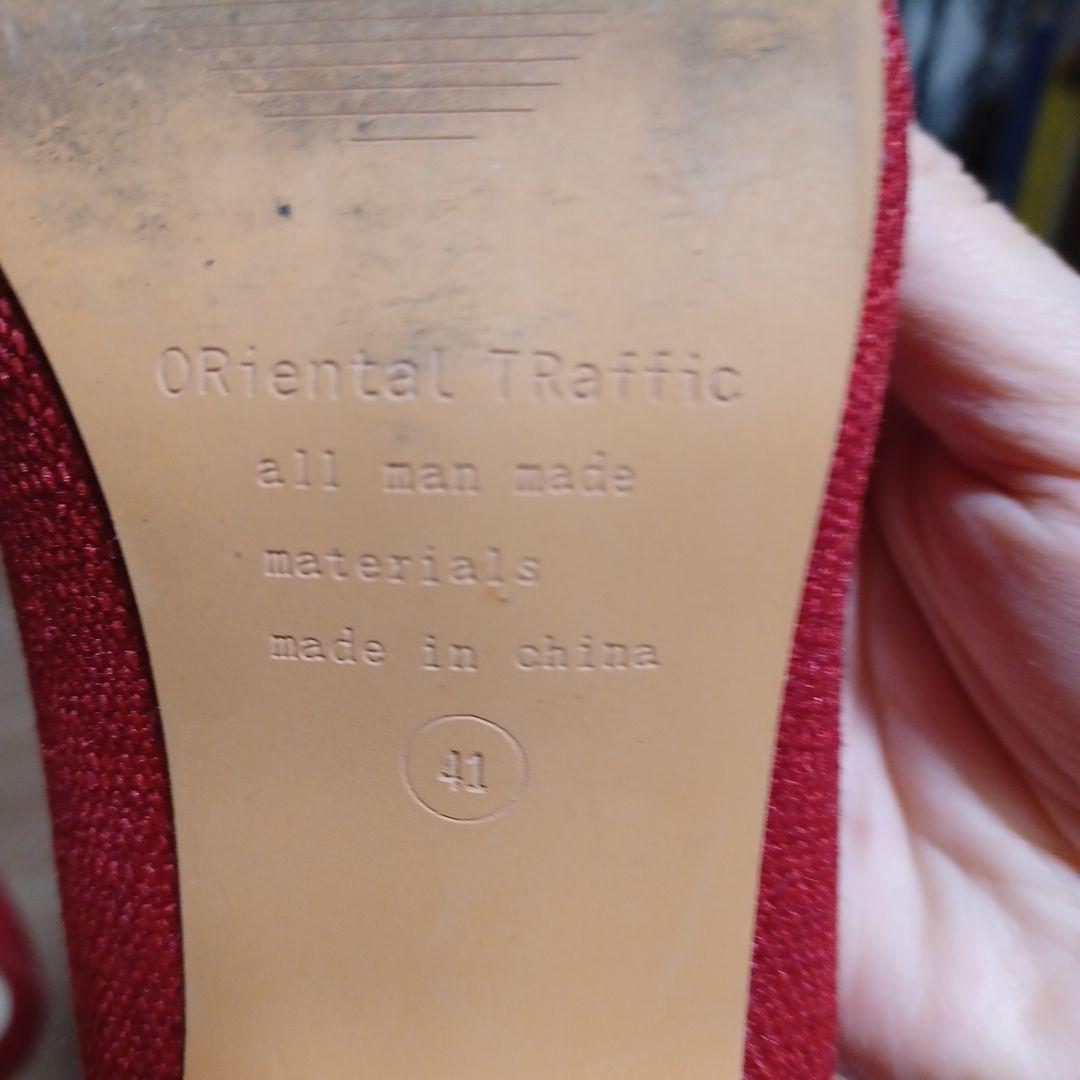 ORiental TRaffic
all man made
materials
made in china
41